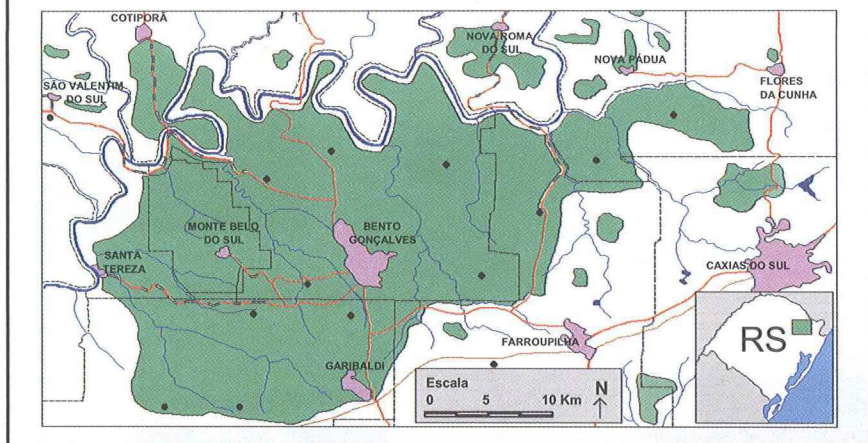 COTIPORÃ
NOVA ROMA
DO SUL
NOVA PÁDUA
FLORES
DA CUNHA
SÃO VALENTIM
DO SUL
MONTE BELO
DO SUL
BENTO
GONÇALVES
SANTA
TEREZA
CAXIAS DO SUL
FARROUPILHA
GARIBALDI
RS
Escala
0 5 10 Km
N